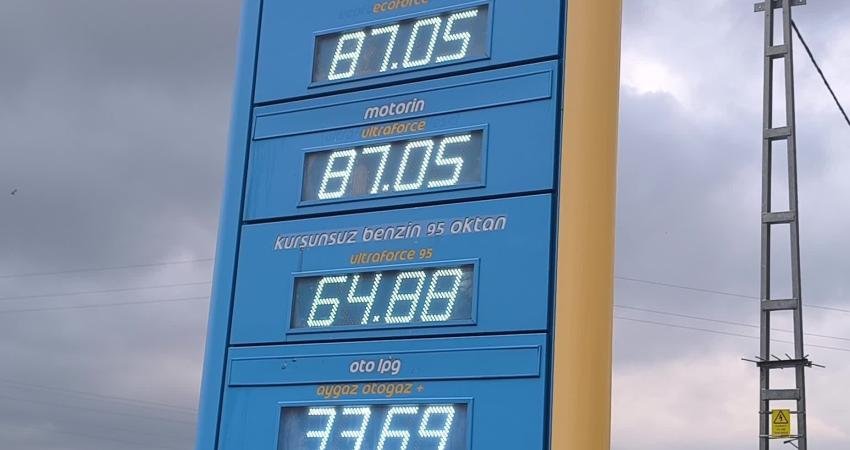 ecoforce
87.05
motorin
ultraforce
87.05
kurşunsuz benzin 95 oktan
ultraforce 95
64.88
oto lpg
aygaz otogaz +
33.69